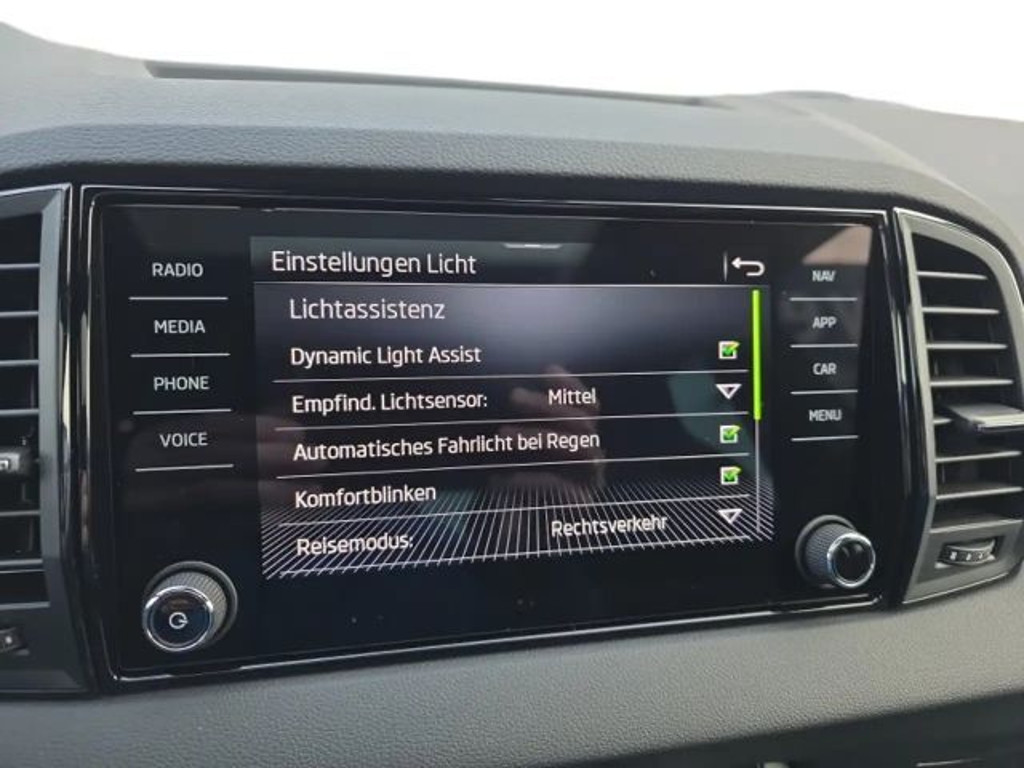 RADIO
MEDIA
PHONE
VOICE
Einstellungen Licht
Lichtassistenz
Dynamic Light Assist
Empfind. Lichtsensor: Mittel
Automatisches Fahrlicht bei Regen
Komfortblinken
Reisemodus: Rechtsverkehr
NAV
APP
CAR
MENU